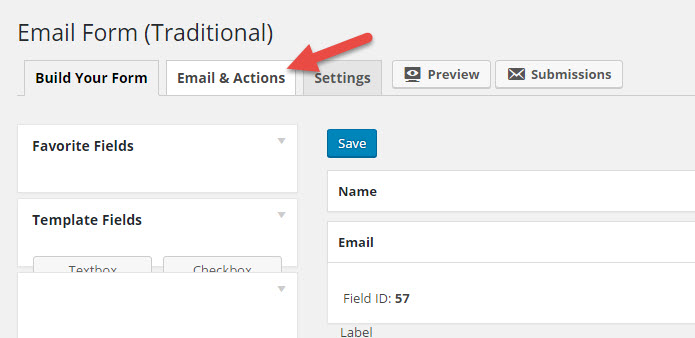 Email Form (Traditional)
Build Your Form Email & Actions Settings Preview Submissions
Favorite Fields
Save
Name
Template Fields
Email
Textbox Checkbox
Field ID: 57
Label